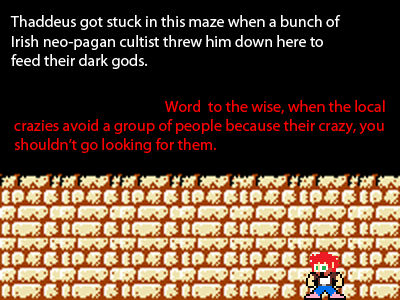 Thaddeus got stuck in this maze when a bunch of
Irish neo-pagan cultist threw him down here to
feed their dark gods.
Word to the wise, when the local
crazies avoid a group of people because their crazy, you
shouldn't go looking for them.